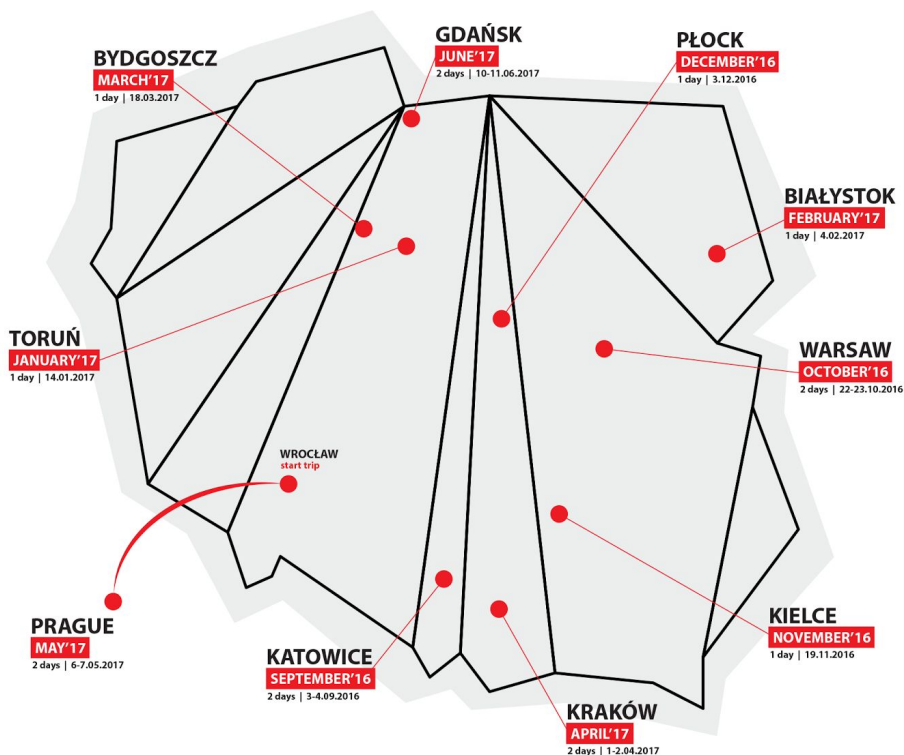 GDAŃSK
JUNE'17
2 days | 10-11.06.2017
PŁOCK
DECEMBER'16
1 day | 3.12.2016
BYDGOSZCZ
MARCH'17
1 day | 18.03.2017
BIAŁYSTOK
FEBRUARY'17
1 day | 4.02.2017
TORUŃ
JANUARY'17
1 day | 14.01.2017
WARSAW
OCTOBER'16
2 days | 22-23.10.2016
WROCŁAW
start trip
PRAGUE
MAY'17
2 days | 6-7.05.2017
KIELCE
NOVEMBER'16
1 day | 19.11.2016
KATOWICE
SEPTEMBER'16
2 days | 3-4.09.2016
KRAKÓW
APRIL'17
2 days | 1-2.04.2017